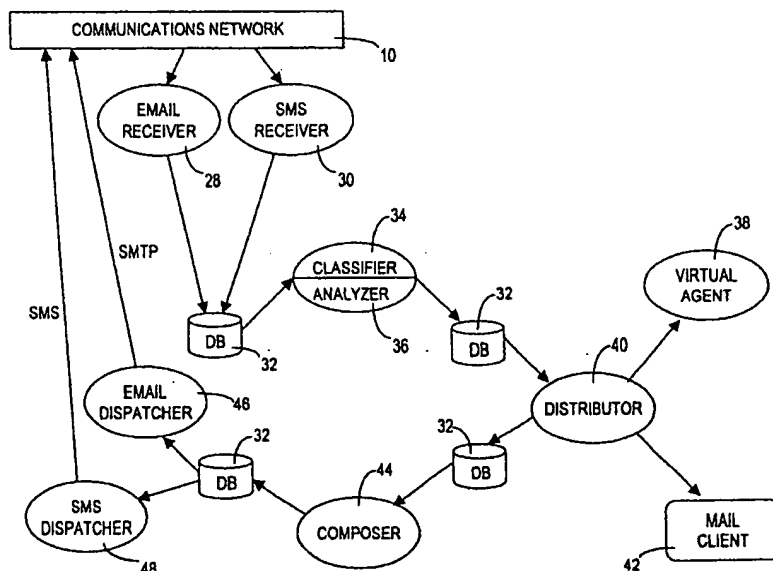 COMMUNICATIONS NETWORK
10
EMAIL
RECEIVER
28
SMS
RECEIVER
30
SMTP
SMS
34
CLASSIFIER
ANALYZER
36
38
VIRTUAL
AGENT
DB
32
32
DB
40
DISTRIBUTOR
EMAIL
DISPATCHER
46
32
DB
32
DB
44
COMPOSER
SMS
DISPATCHER
48
MAIL
CLIENT
42